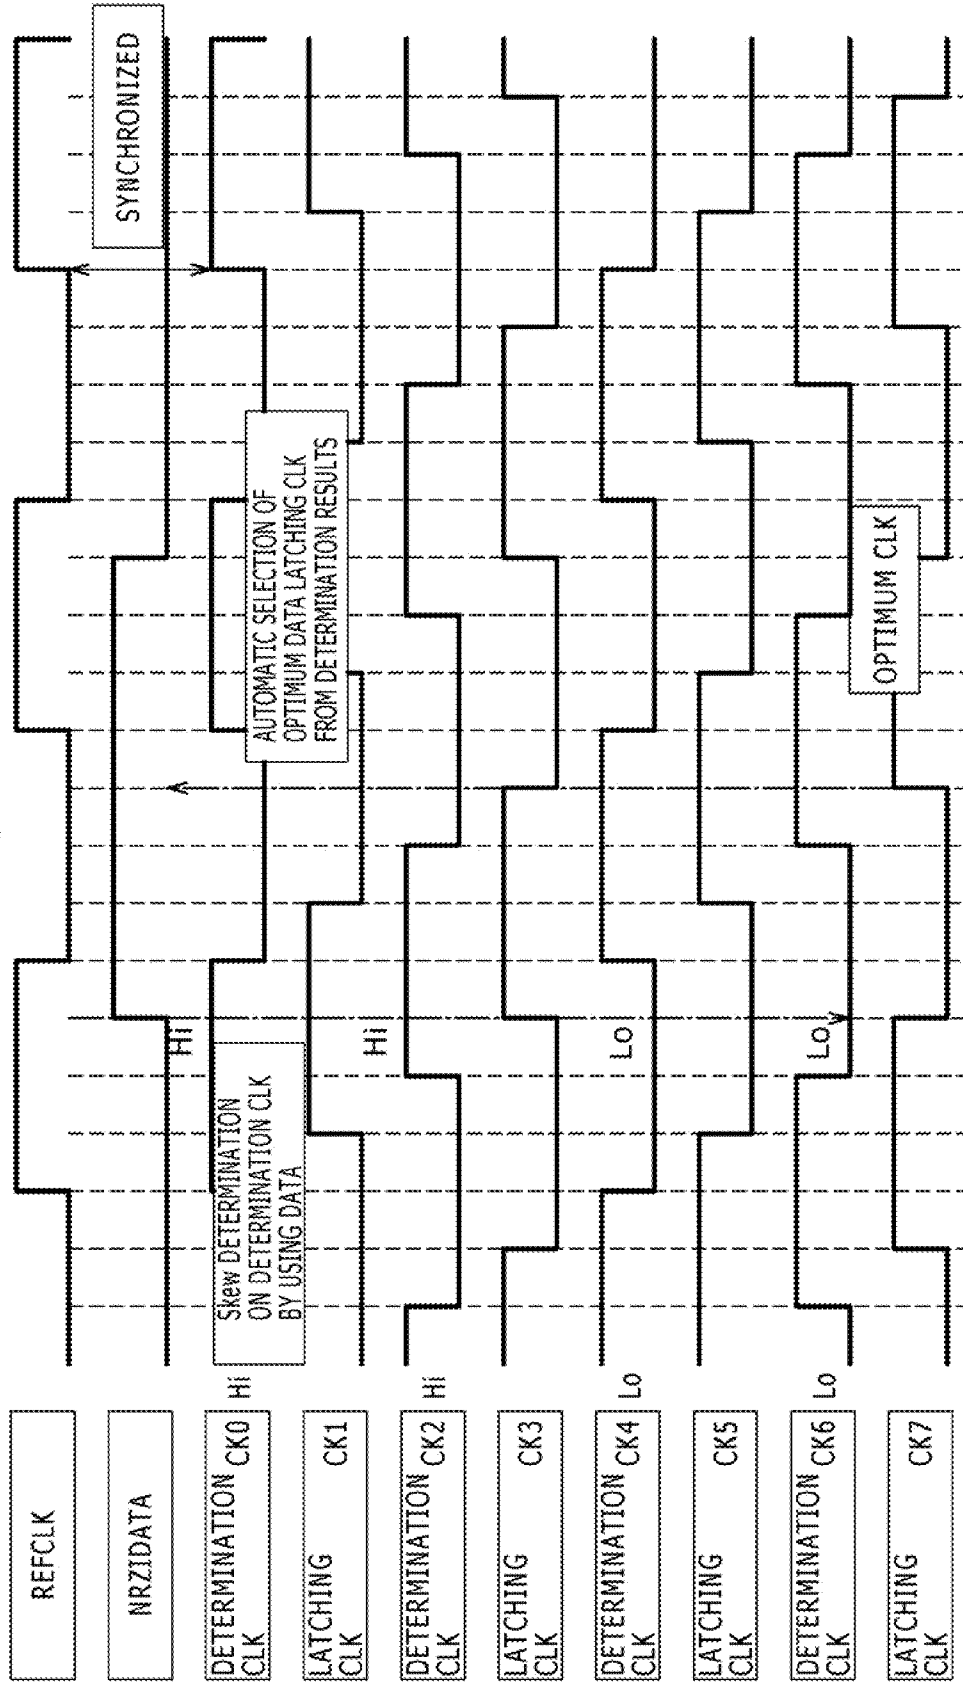 REFCLK
SYNCHRONIZED
NRZIDATA
DETERMINATION CK0
CLK
Hi
Skew DETERMINATION
ON DETERMINATION CLK
BY USING DATA
Hi
AUTOMATIC SELECTION OF
OPTIMUM DATA LATCHING CLK
FROM DETERMINATION RESULTS
LATCHING CK1
CLK
DETERMINATION CK2
CLK
Hi
Hi
LATCHING CK3
CLK
DETERMINATION CK4
CLK
Lo
Lo
LATCHING CK5
CLK
DETERMINATION CK6
CLK
Lo
Lo
LATCHING CK7
CLK
OPTIMUM CLK